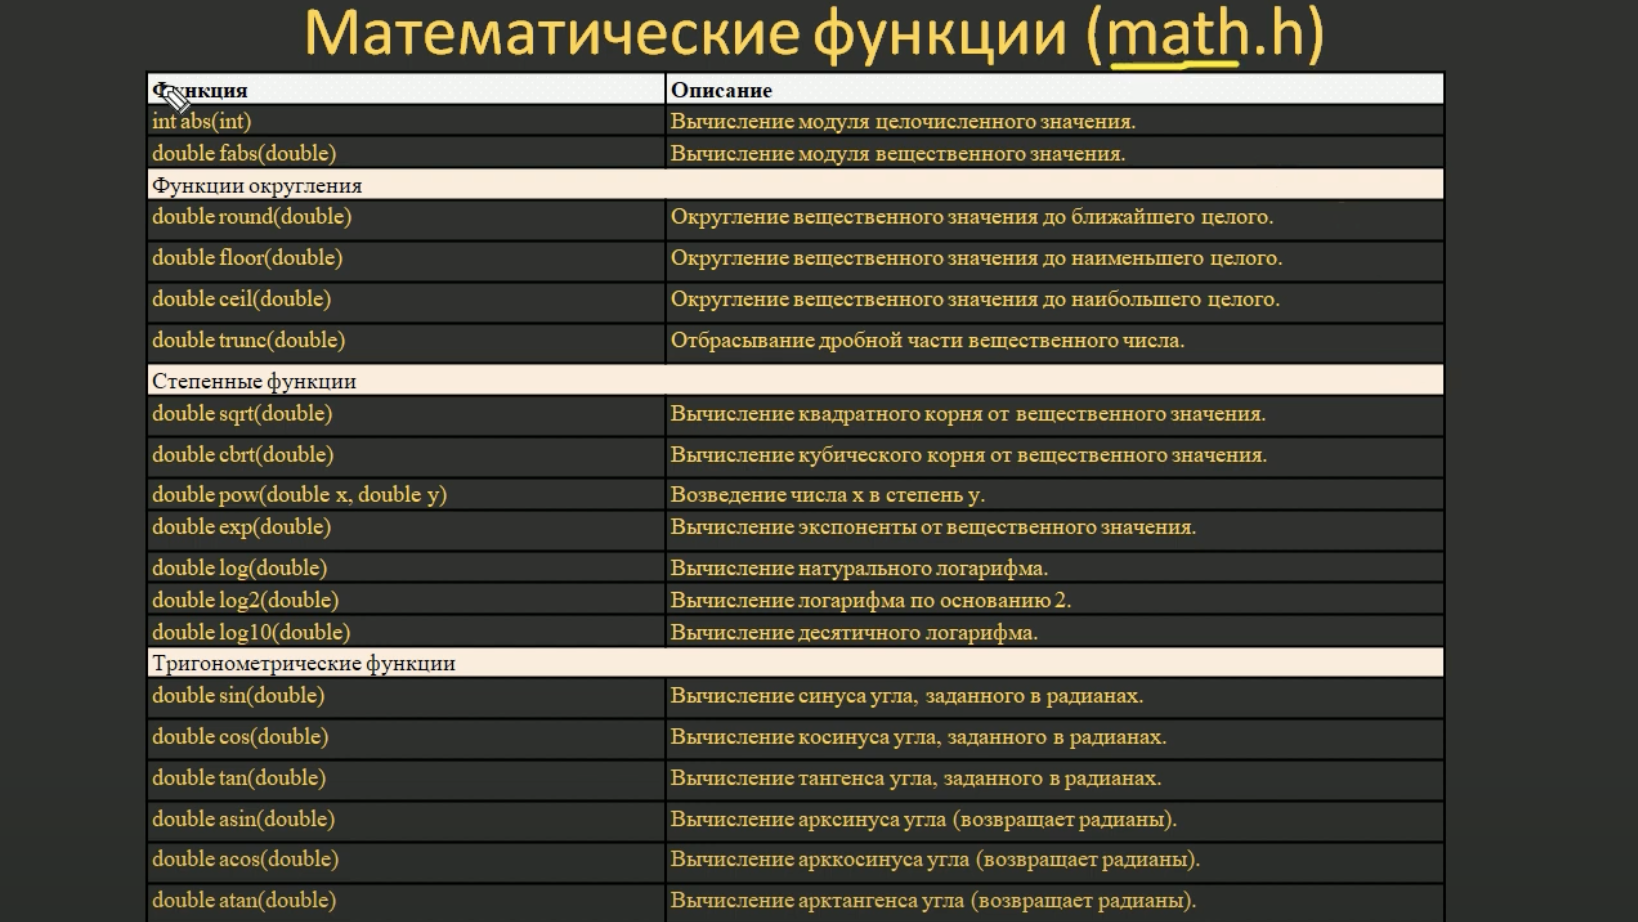 Математические функции (math.h)
Функция Описание
int abs(int) Вычисление модуля целочисленного значения.
double fabs(double) Вычисление модуля вещественного значения.
Функции округления
double round(double) Округление вещественного значения до ближайшего целого.
double floor(double) Округление вещественного значения до наименьшего целого.
double ceil(double) Округление вещественного значения до наибольшего целого.
double trunc(double) Отбрасывание дробной части вещественного числа.
Степенные функции
double sqrt(double) Вычисление квадратного корня от вещественного значения.
double cbrt(double) Вычисление кубического корня от вещественного значения.
double pow(double x, double y) Возведение числа x в степень y.
double exp(double) Вычисление экспоненты от вещественного значения.
double log(double) Вычисление натурального логарифма.
double log2(double) Вычисление логарифма по основанию 2.
double log10(double) Вычисление десятичного логарифма.
Тригонометрические функции
double sin(double) Вычисление синуса угла, заданного в радианах.
double cos(double) Вычисление косинуса угла, заданного в радианах.
double tan(double) Вычисление тангенса угла, заданного в радианах.
double asin(double) Вычисление арксинуса угла (возвращает радианы).
double acos(double) Вычисление арккосинуса угла (возвращает радианы).
double atan(double) Вычисление арктангенса угла (возвращает радианы).